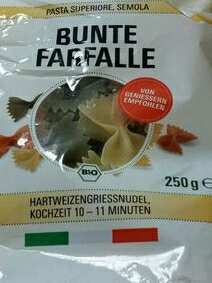 PASTA SUPERIORE, SEMOLA
BUNTE
FARFALLE
VON
GENIESSERN
EMPFOHLEN
BIO
250 g e
HARTWEIZENGRIESSNUDEL,
KOCHZEIT 10 – 11 MINUTEN